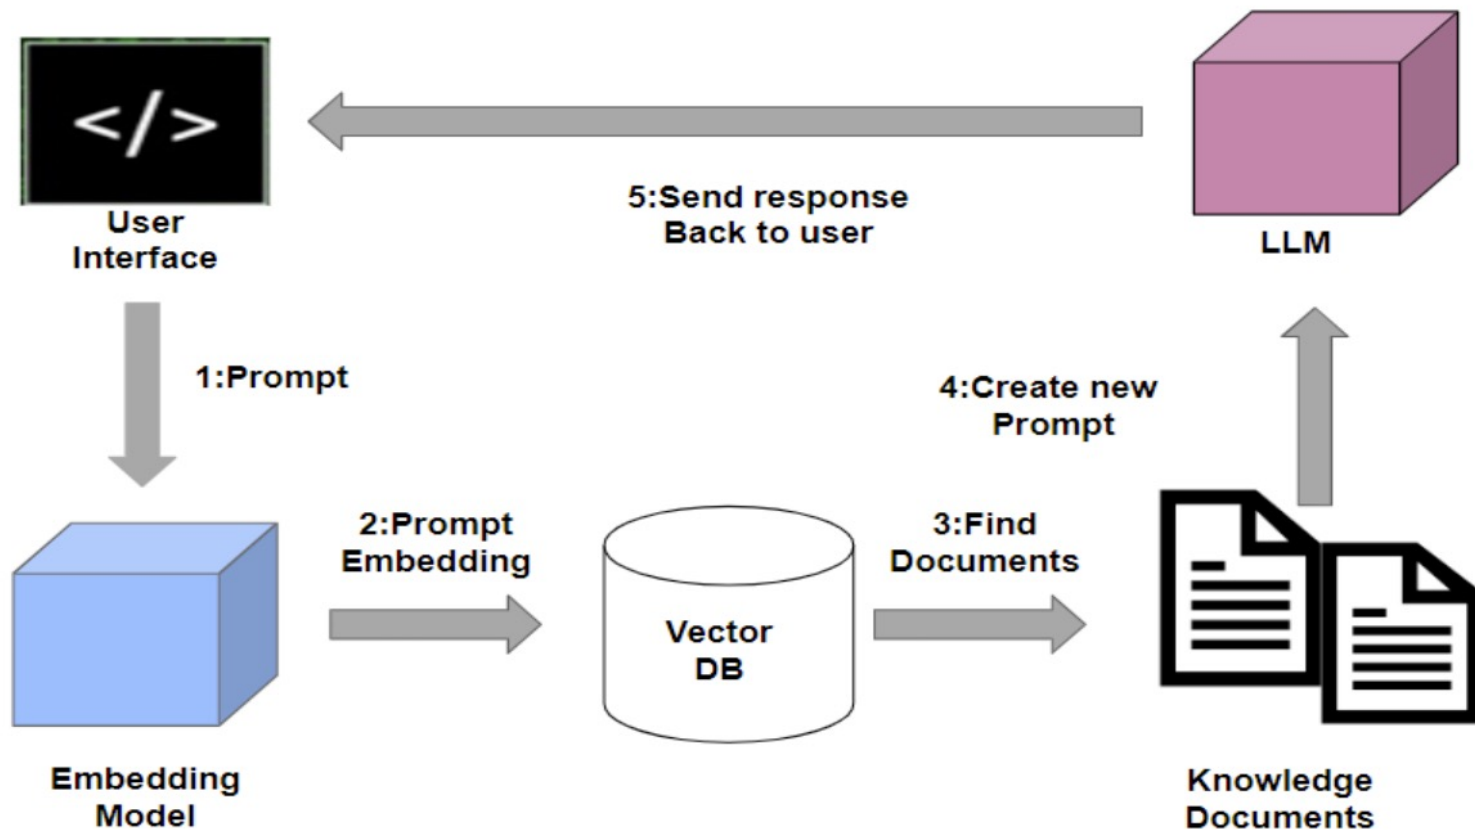 </>
User
Interface
5:Send response
Back to user
LLM
1:Prompt
4:Create new
Prompt
2:Prompt
Embedding
3:Find
Documents
Vector
DB
Embedding
Model
Knowledge
Documents